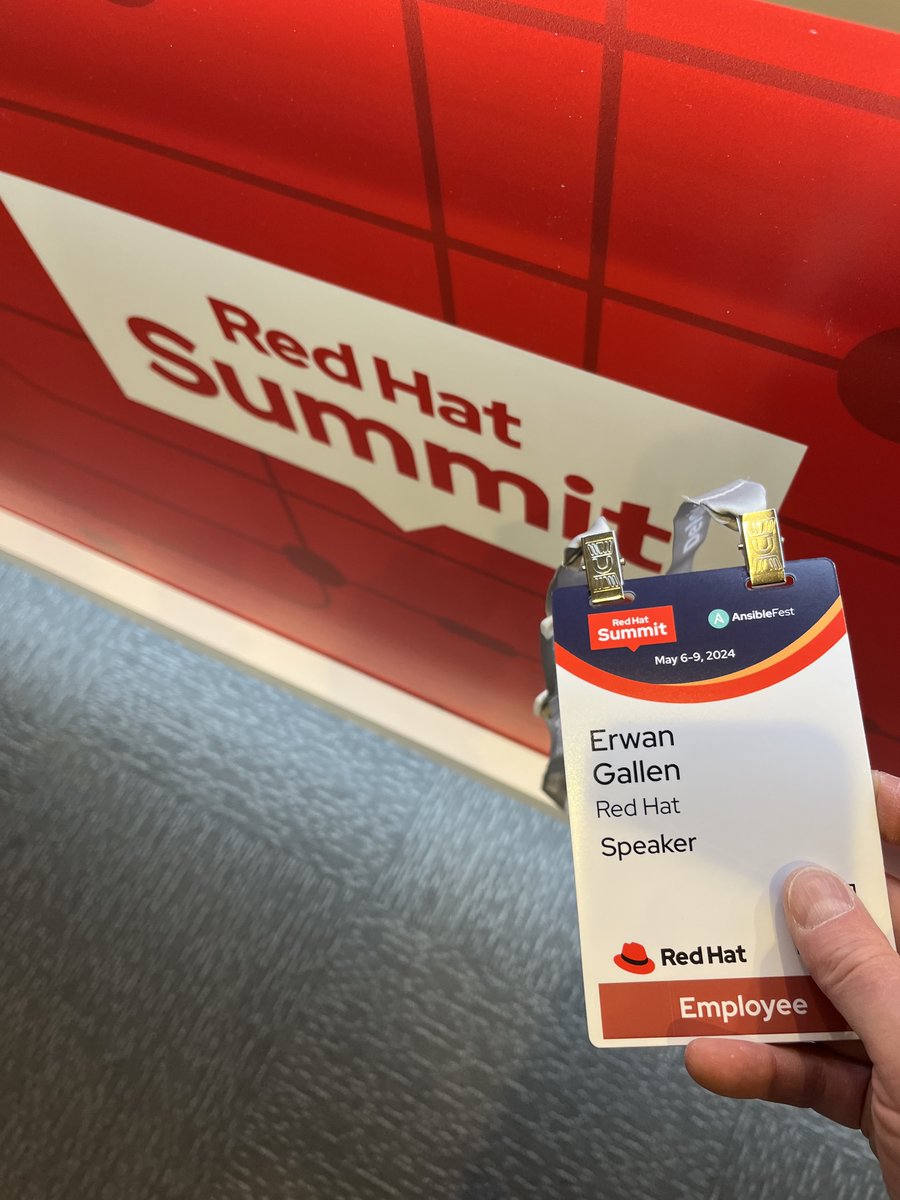 Red Hat
Summit
Red Hat
Summit
AnsibleFest
May 6-9, 2024
Erwan
Gallen
Red Hat
Speaker
Red Hat
Employee